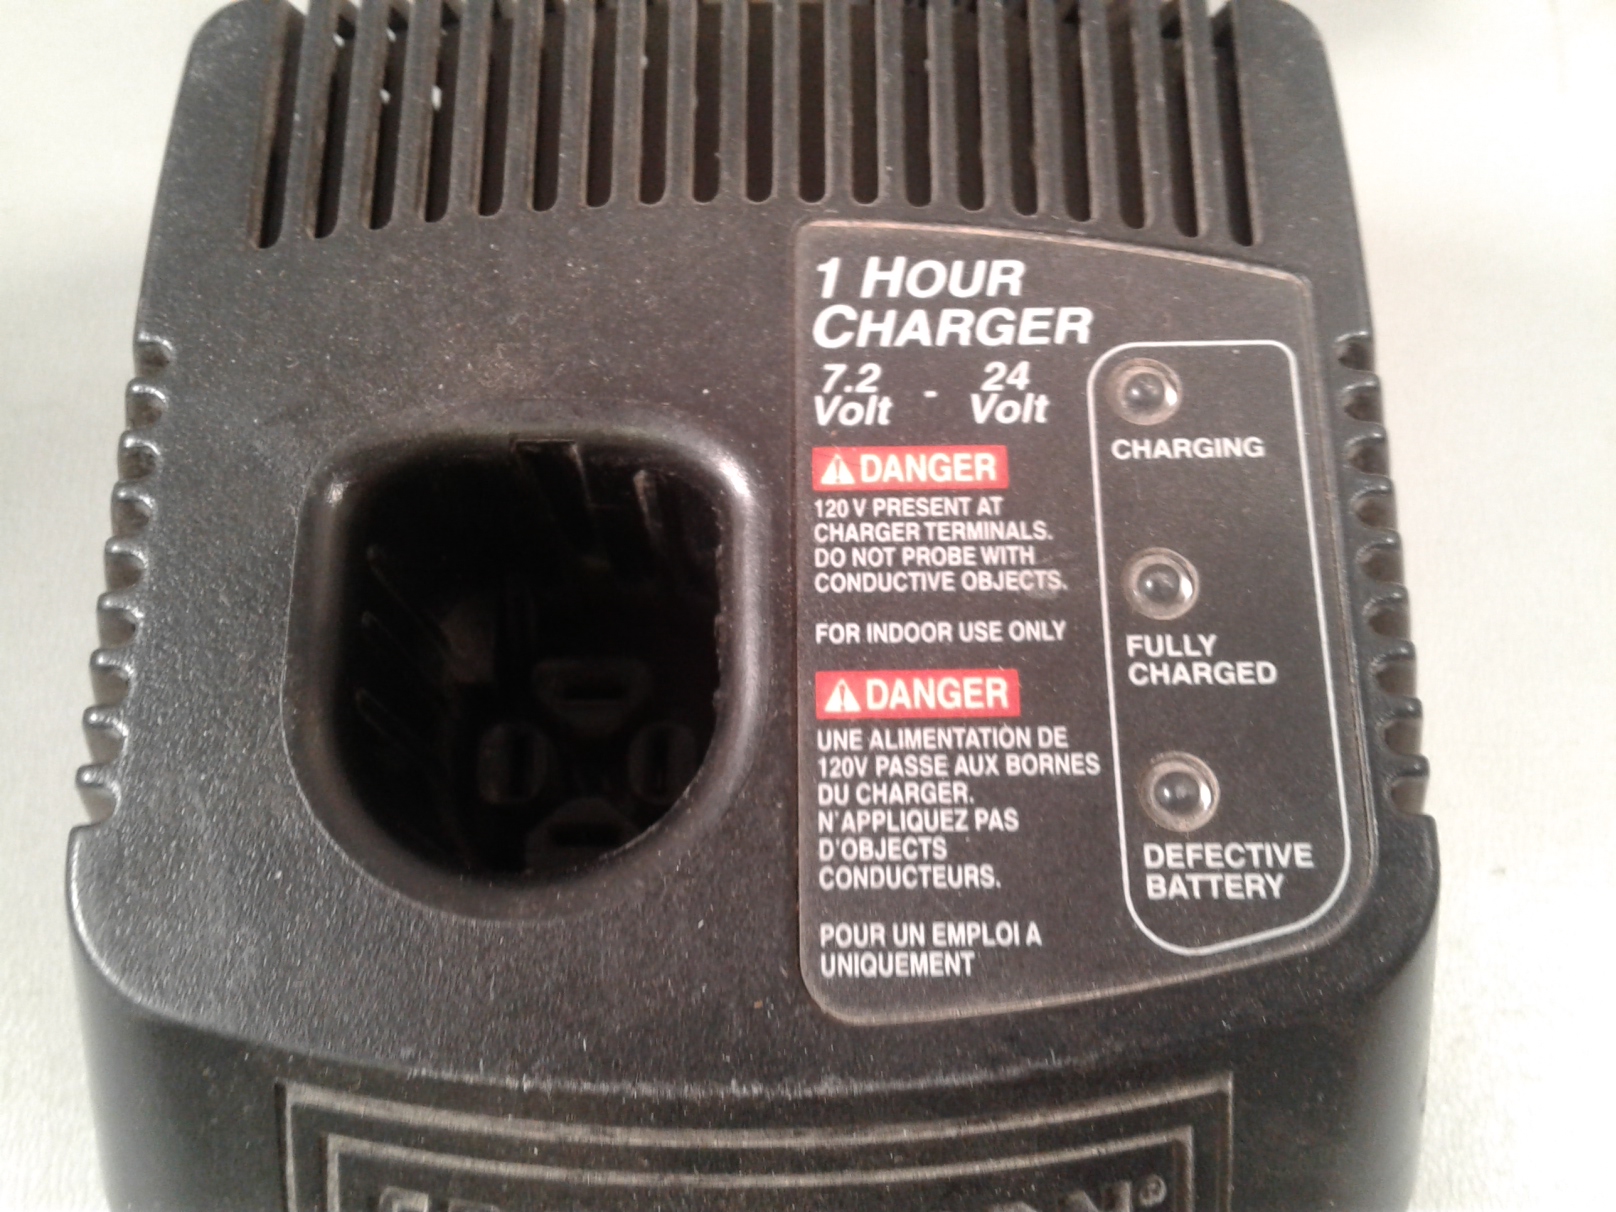 1 HOUR
CHARGER
7.2 - 24
Volt Volt
DANGER
120 V PRESENT AT
CHARGER TERMINALS.
DO NOT PROBE WITH
CONDUCTIVE OBJECTS.
FOR INDOOR USE ONLY
DANGER
UNE ALIMENTATION DE
120V PASSE AUX BORNES
DU CHARGER.
N'APPLIQUEZ PAS
D'OBJECTS
CONDUCTEURS.
POUR UN EMPLOI A
UNIQUEMENT
CHARGING
FULLY
CHARGED
DEFECTIVE
BATTERY